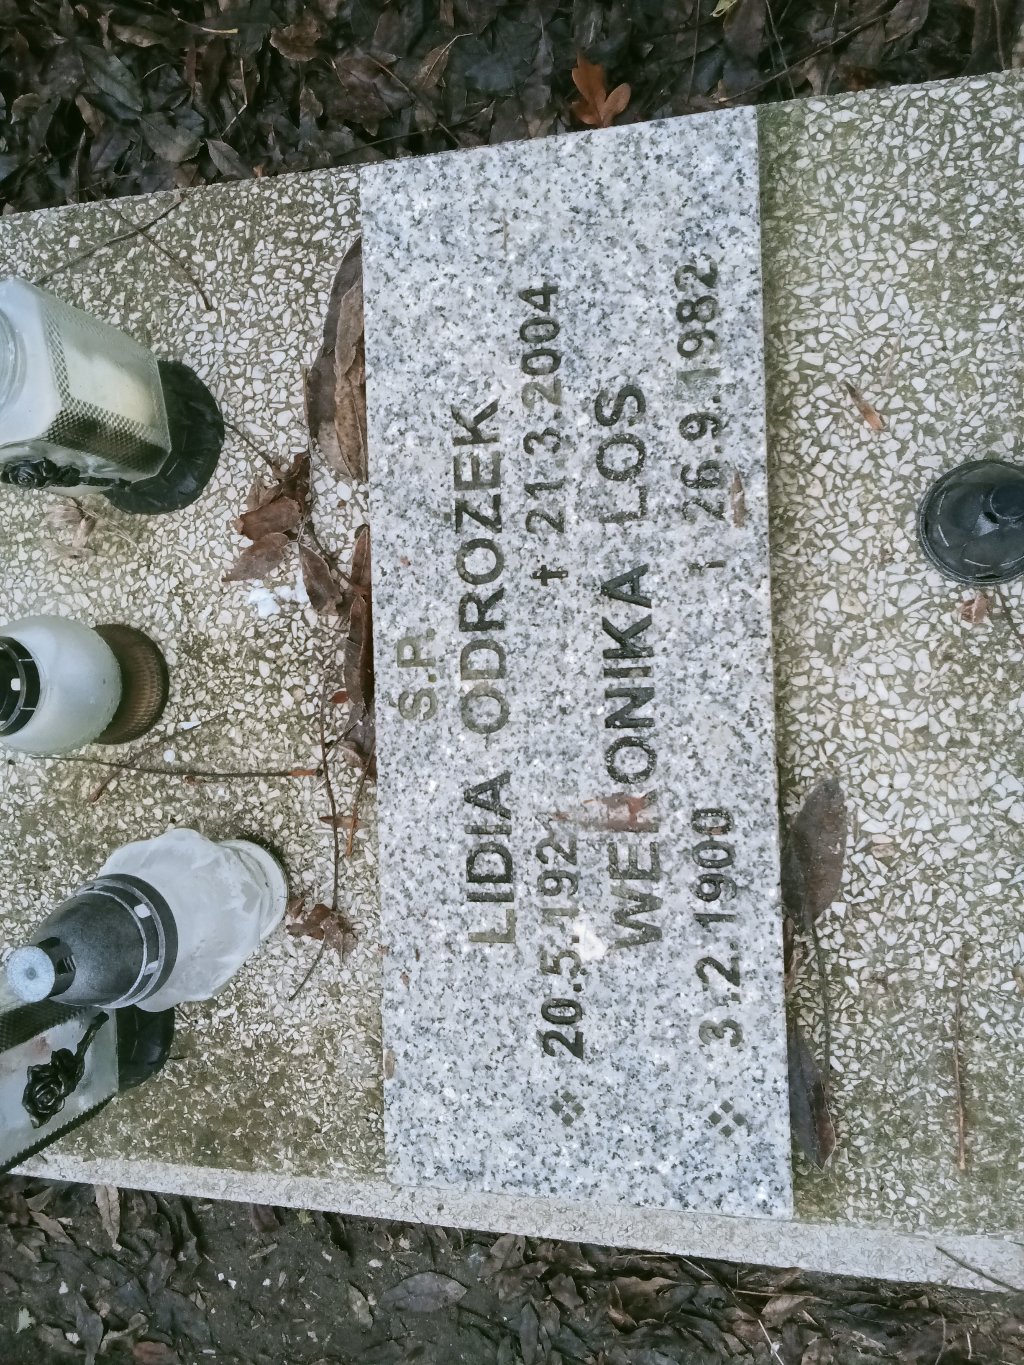 S.P.
LIDIA ODROZEK
20.5.192 † 21.3.2004
WERONIKA LOS
3.2.1900 † 26.9.1982